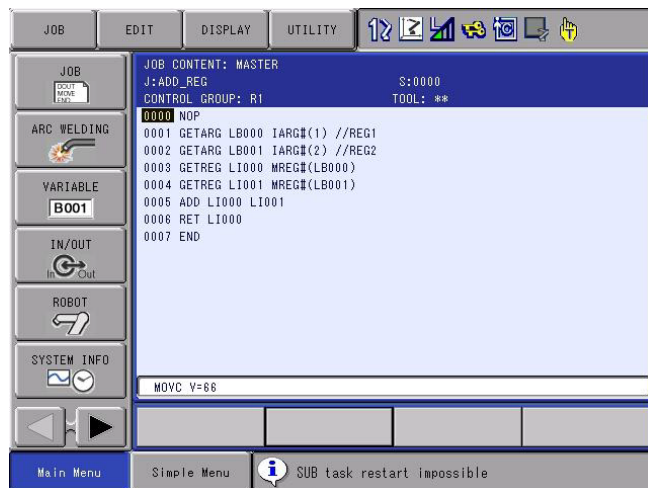 JOB EDIT DISPLAY UTILITY
JOB
DOUT
MOVE
END
ARC WELDING
VARIABLE
B001
IN/OUT
In Out
ROBOT
SYSTEM INFO
JOB CONTENT: MASTER
J:ADD_REG S:0000
CONTROL GROUP: R1 TOOL: **
0000 NOP
0001 GETARG LB000 IARG#(1) //REG1
0002 GETARG LB001 IARG#(2) //REG2
0003 GETREG LI000 MREG#(LB000)
0004 GETREG LI001 MREG#(LB001)
0005 ADD LI000 LI001
0006 RET LI000
0007 END
MOVC V=66
Main Menu Simple Menu SUB task restart impossible